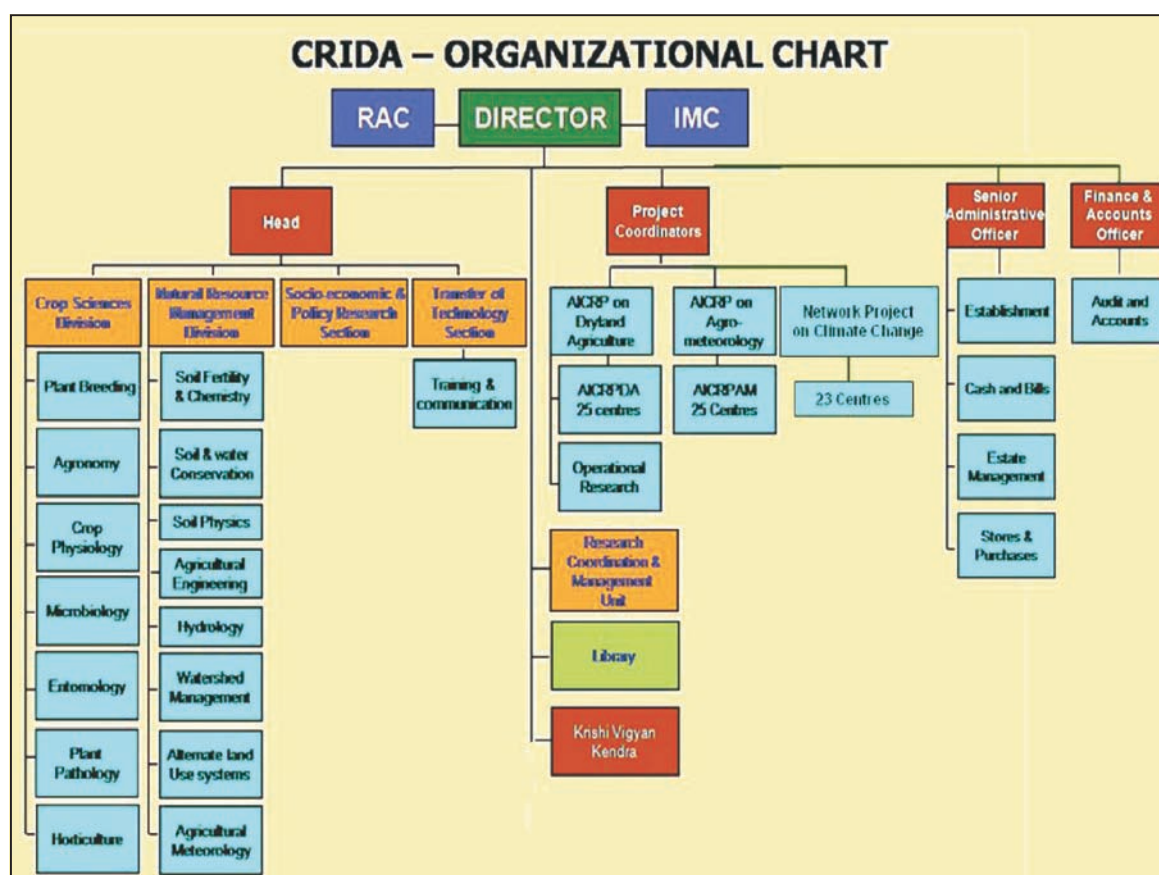 CRIDA – ORGANIZATIONAL CHART
RAC
DIRECTOR
IMC
Head
Project
Coordinators
Senior
Administrative
Officer
Finance &
Accounts
Officer
Crop Sciences
Division
Natural Resource
Management
Division
Socio-economic &
Policy Research
Section
Transfer of
Technology
Section
AICRP on
Dryland
Agriculture
AICRP on
Agro-
meteorology
Network Project
on Climate Change
Establishment
Audit and
Accounts
Plant Breeding
Soil Fertility
& Chemistry
Training &
communication
AICRPDA
25 centres
AICRPAM
25 Centres
23 Centres
Cash and Bills
Agronomy
Soil & water
Conservation
Operational
Research
Estate
Management
Crop
Physiology
Soil Physics
Agricultural
Engineering
Research
Coordination &
Management
Unit
Stores &
Purchases
Microbiology
Hydrology
Library
Entomology
Watershed
Management
Krishi Vigyan
Kendra
Plant
Pathology
Alternate land
Use systems
Horticulture
Agricultural
Meteorology